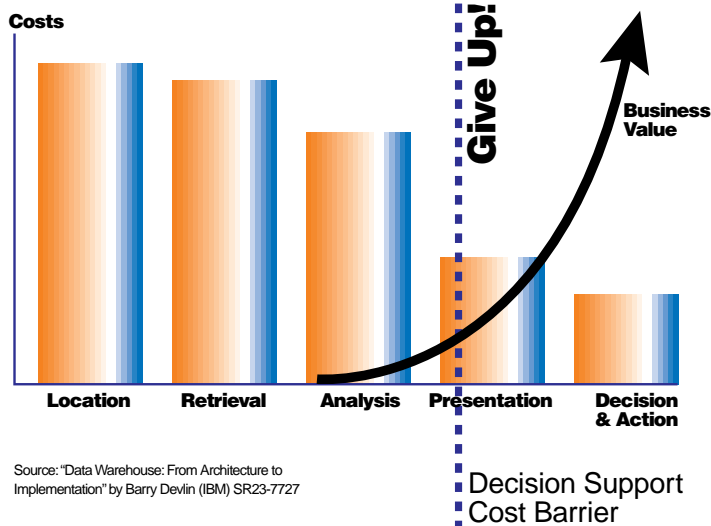 Costs
Give Up!
Business
Value
Location
Retrieval
Analysis
Presentation
Decision
& Action
Source: “Data Warehouse: From Architecture to
Implementation” by Barry Devlin (IBM) SR23-7727
Decision Support
Cost Barrier